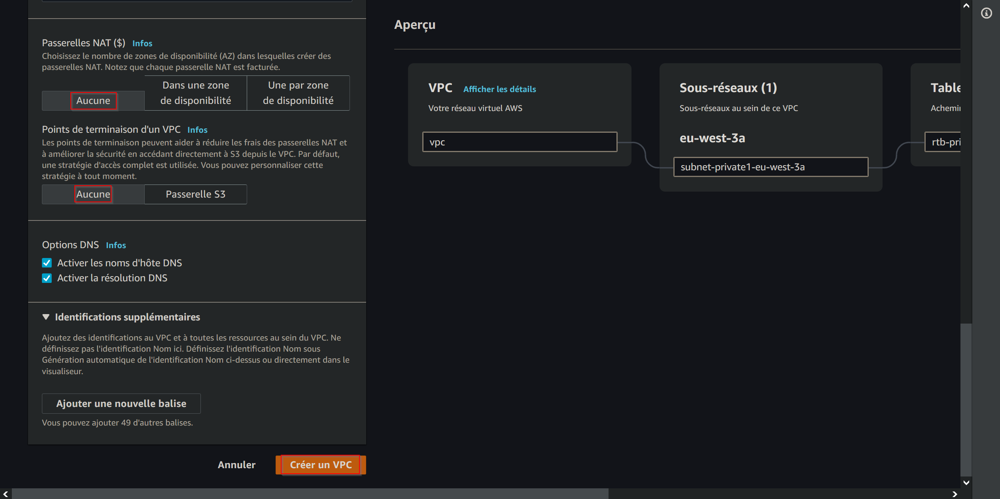 Passerelles NAT ($) Infos
Choisissez le nombre de zones de disponibilité (AZ) dans lesquelles créer des
passerelles NAT. Notez que chaque passerelle NAT est facturée.
Aucune
Dans une zone
de disponibilité
Une par zone
de disponibilité
Points de terminaison d'un VPC Infos
Les points de terminaison peuvent aider à réduire les frais des passerelles NAT et
à améliorer la sécurité en accédant directement à S3 depuis le VPC. Par défaut,
une stratégie d'accès complet est utilisée. Vous pouvez personnaliser cette
stratégie à tout moment.
Aucune
Passerelle S3
Options DNS Infos
Activer les noms d'hôte DNS
Activer la résolution DNS
Identifications supplémentaires
Ajoutez des identifications au VPC et à toutes les ressources au sein du VPC. Ne
définissez pas l'identification Nom ici. Définissez l'identification Nom sous
Génération automatique de l'identification Nom ci-dessus ou directement dans le
visualiseur.
Ajouter une nouvelle balise
Vous pouvez ajouter 49 d'autres balises.
Annuler
Créer un VPC
Aperçu
VPC Afficher les détails
Votre réseau virtuel AWS
vpc
Sous-réseaux (1)
Sous-réseaux au sein de ce VPC
eu-west-3a
subnet-private1-eu-west-3a
Table
Achemin
rtb-pri